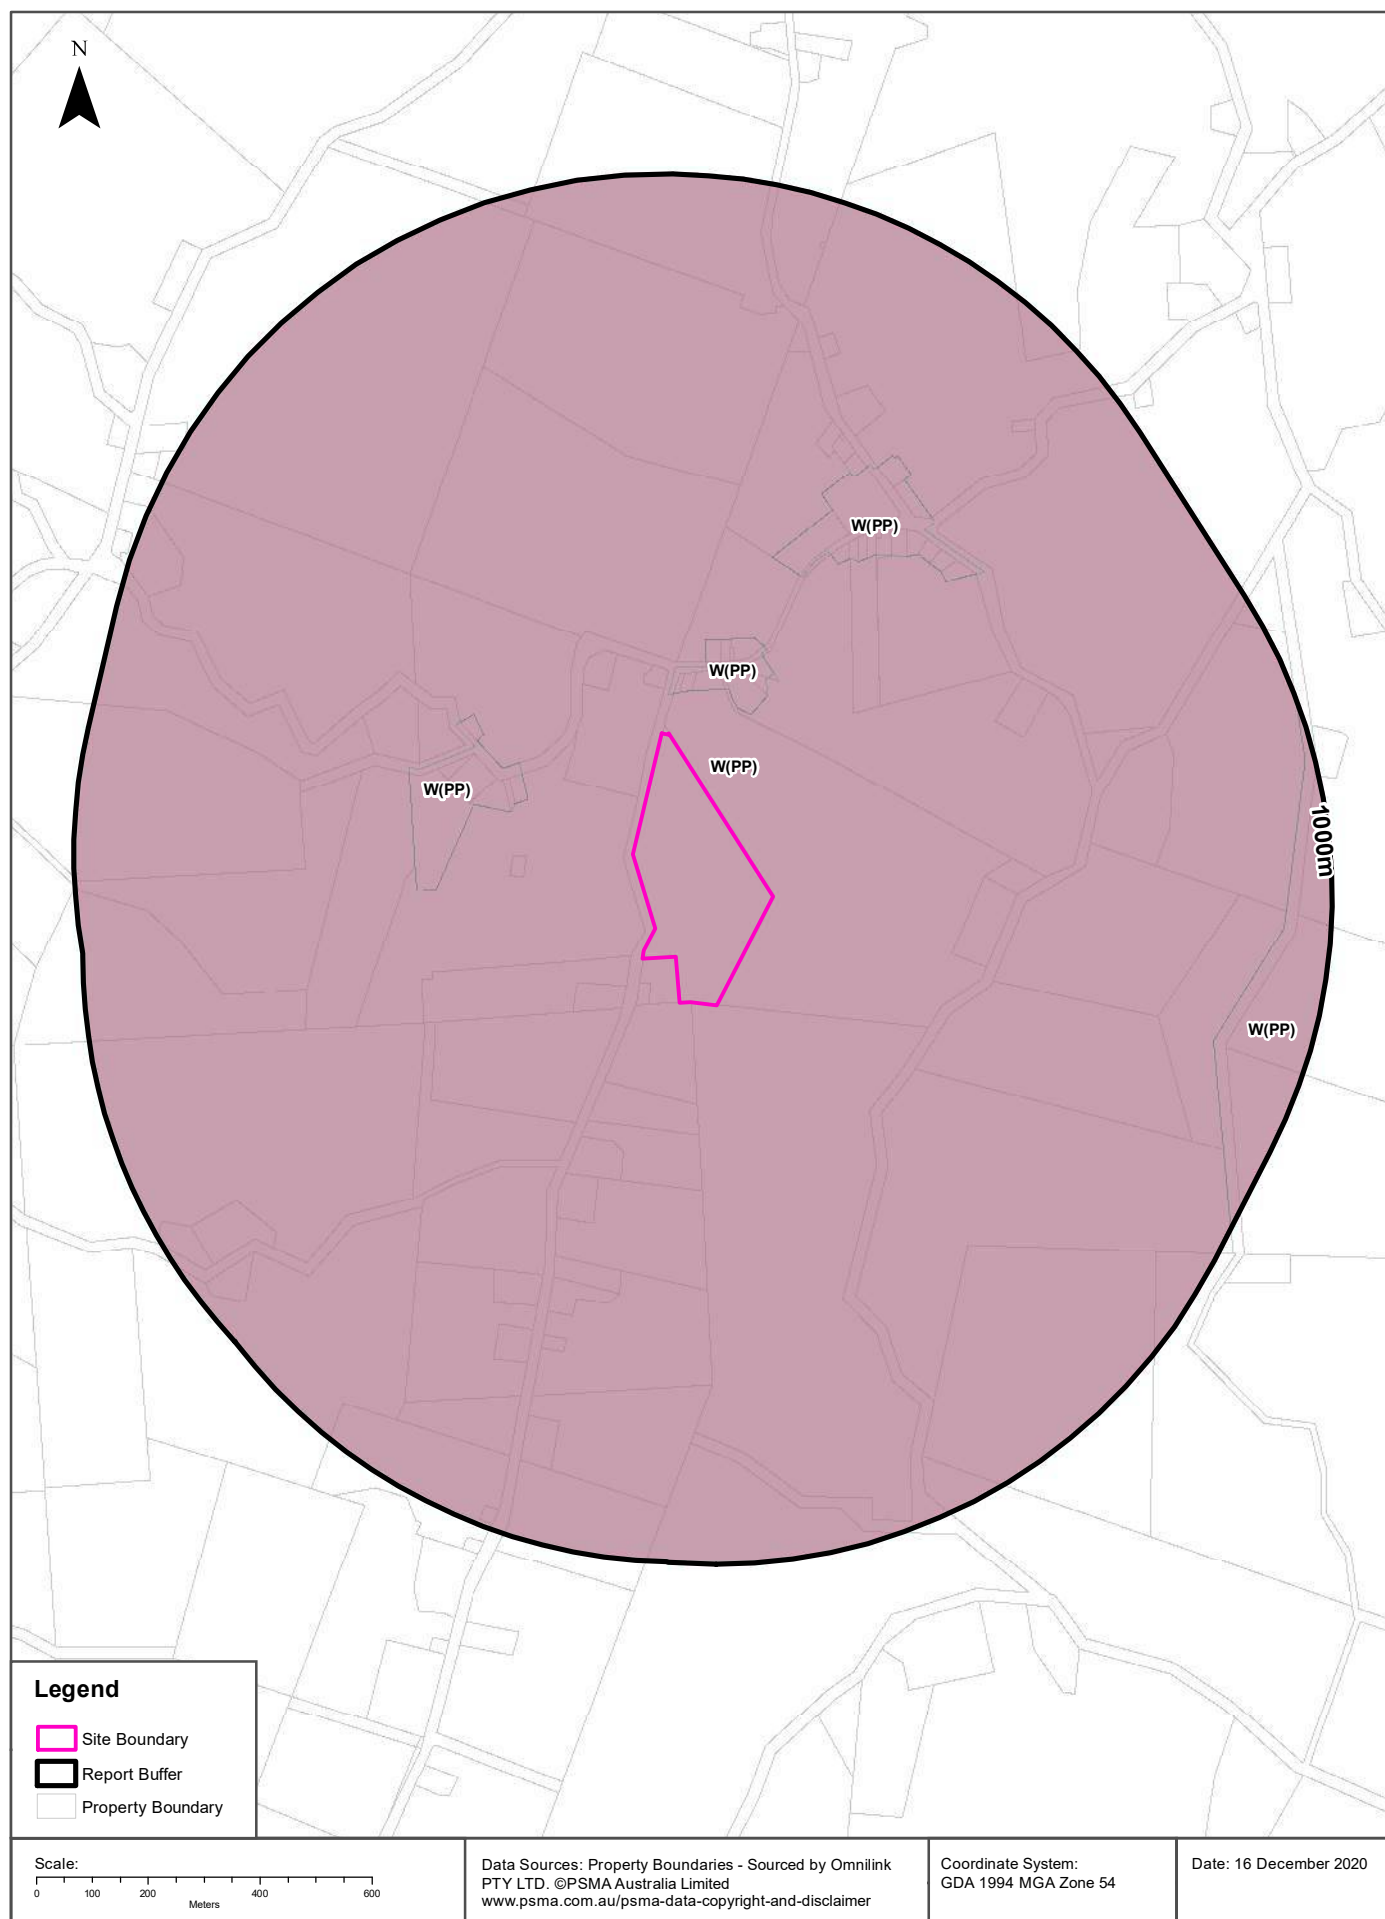 N
W(PP)
W(PP)
W(PP)
W(PP)
1000m
W(PP)
Legend
Site Boundary
Report Buffer
Property Boundary
Scale:
0 100 200 400 600
Meters
Data Sources: Property Boundaries - Sourced by Omnilink
PTY LTD. ©PSMA Australia Limited
www.psma.com.au/psma-data-copyright-and-disclaimer
Coordinate System:
GDA 1994 MGA Zone 54
Date: 16 December 2020